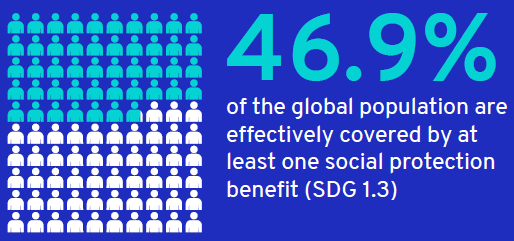 46.9%
of the global population are
effectively covered by at
least one social protection
benefit (SDG 1.3)